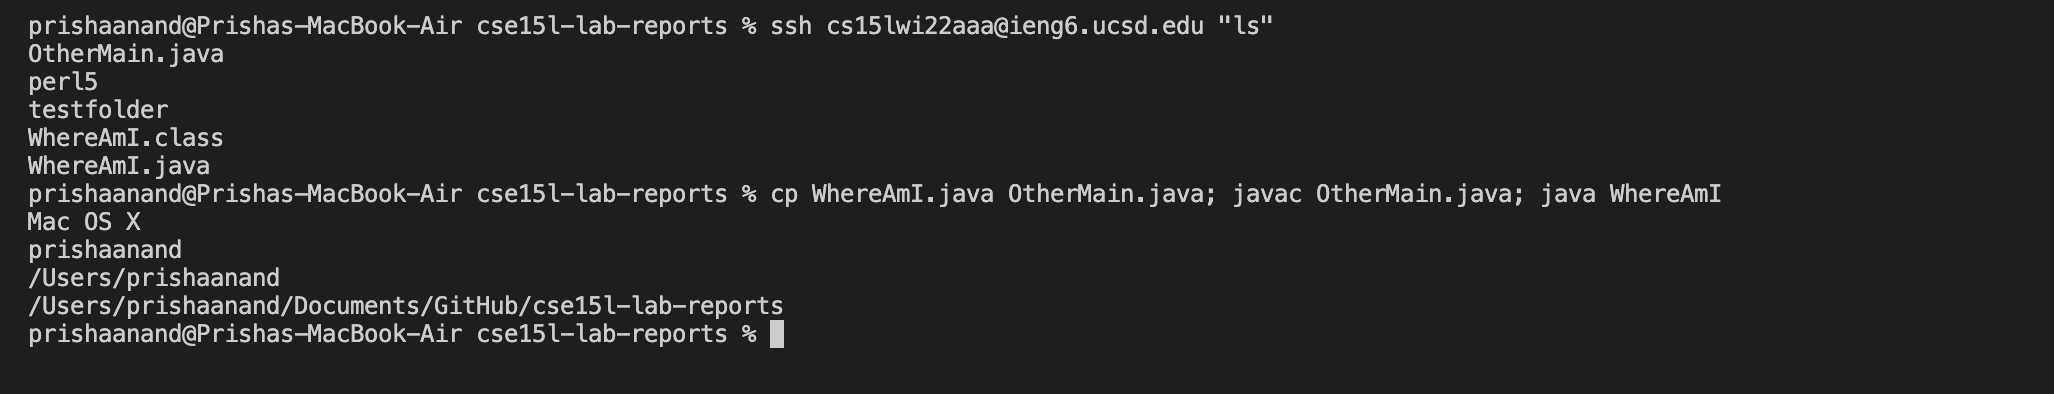 prishaanand@Prishas-MacBook-Air cse15l-lab-reports % ssh cs15lwi22aaa@ieng6.ucsd.edu "ls"
OtherMain.java
perl5
testfolder
WhereAmI.class
WhereAmI.java
prishaanand@Prishas-MacBook-Air cse15l-lab-reports % cp WhereAmI.java OtherMain.java; javac OtherMain.java; java WhereAmI
Mac OS X
prishaanand
/Users/prishaanand
/Users/prishaanand/Documents/GitHub/cse15l-lab-reports
prishaanand@Prishas-MacBook-Air cse15l-lab-reports %